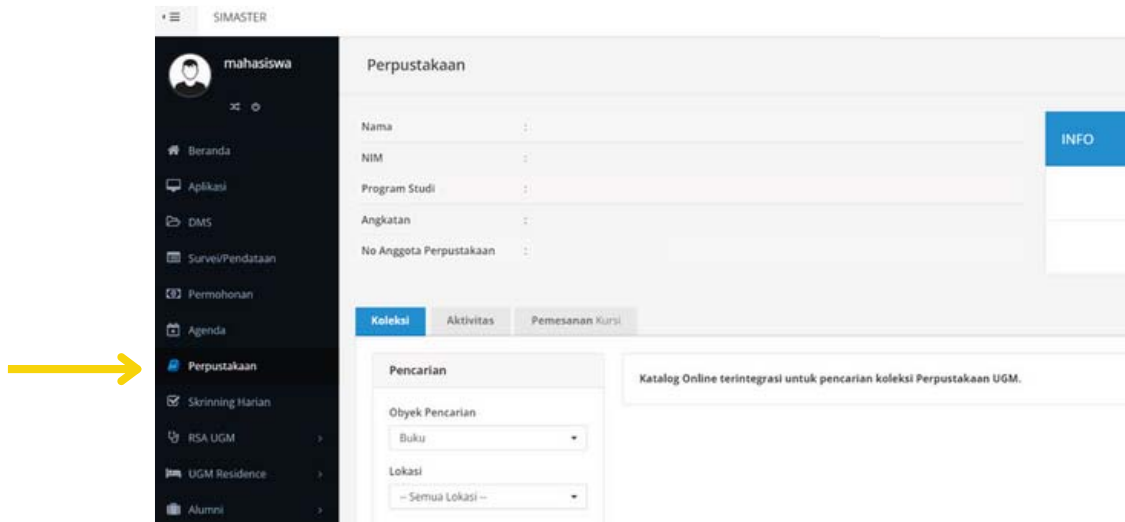 SIMASTER
mahasiswa
Beranda
Aplikasi
DMS
Survei/Pendataan
Permohonan
Agenda
Perpustakaan
Skrinning Harian
RSA UGM
UGM Residence
Alumni
Perpustakaan
Nama :
NIM :
Program Studi :
Angkatan :
No Anggota Perpustakaan :
INFO
Koleksi Aktivitas Pemesanan Kursi
Pencarian
Obyek Pencarian
Buku
Lokasi
-- Semua Lokasi --
Katalog Online terintegrasi untuk pencarian koleksi Perpustakaan UGM.